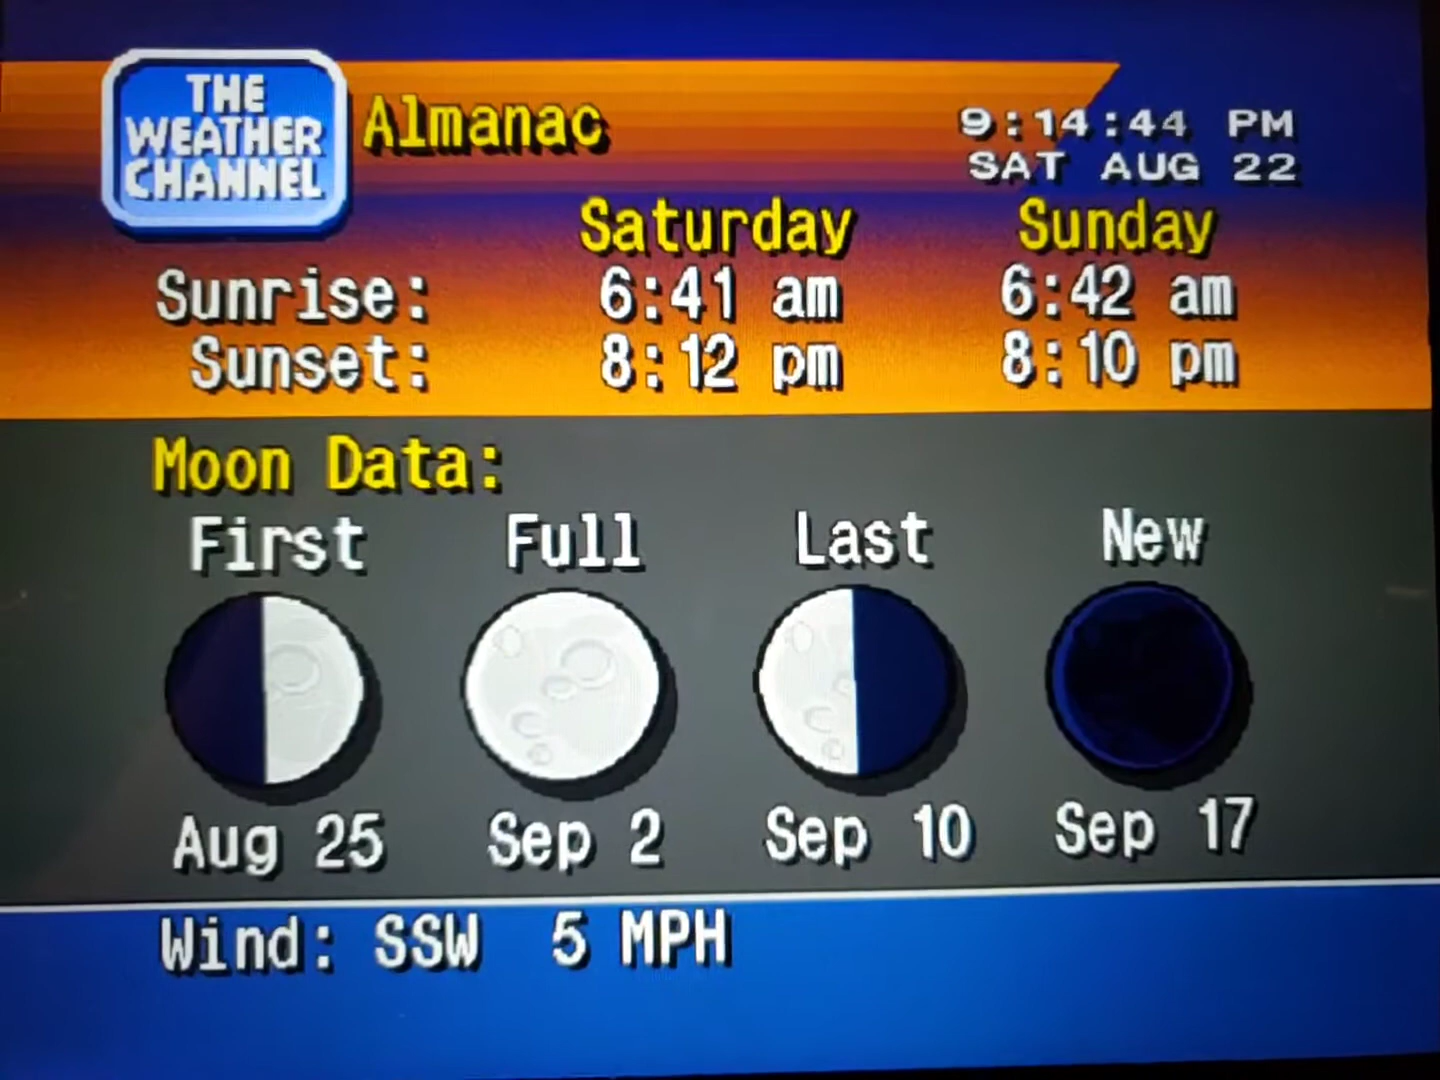 THE
WEATHER
CHANNEL
Almanac
9:14:44 PM
SAT AUG 22
Saturday Sunday
Sunrise: 6:41 am 6:42 am
Sunset: 8:12 pm 8:10 pm
Moon Data:
First Full Last New
Aug 25 Sep 2 Sep 10 Sep 17
Wind: SSW 5 MPH